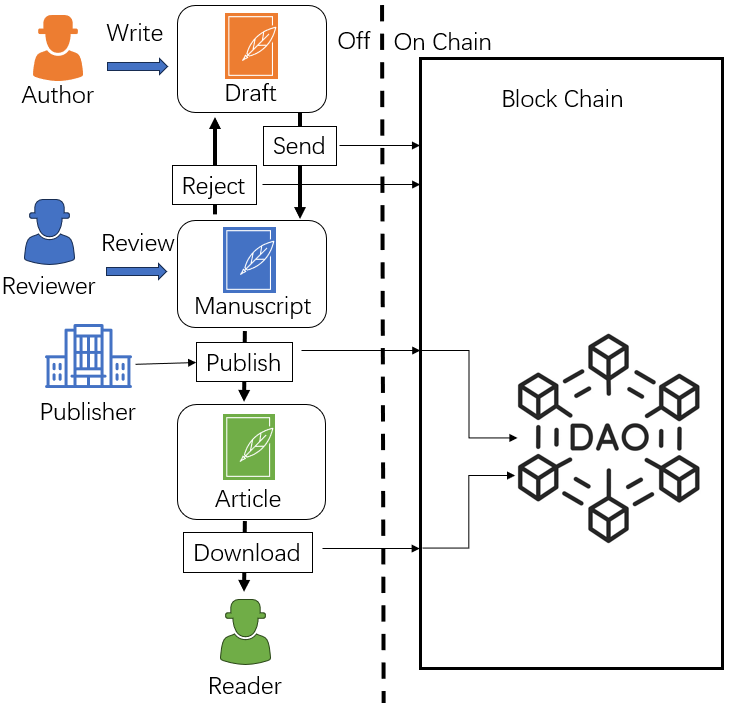 Write
Off
On Chain
Author
Draft
Block Chain
Send
Reject
Review
Reviewer
Manuscript
Publish
Publisher
DAO
Article
Download
Reader